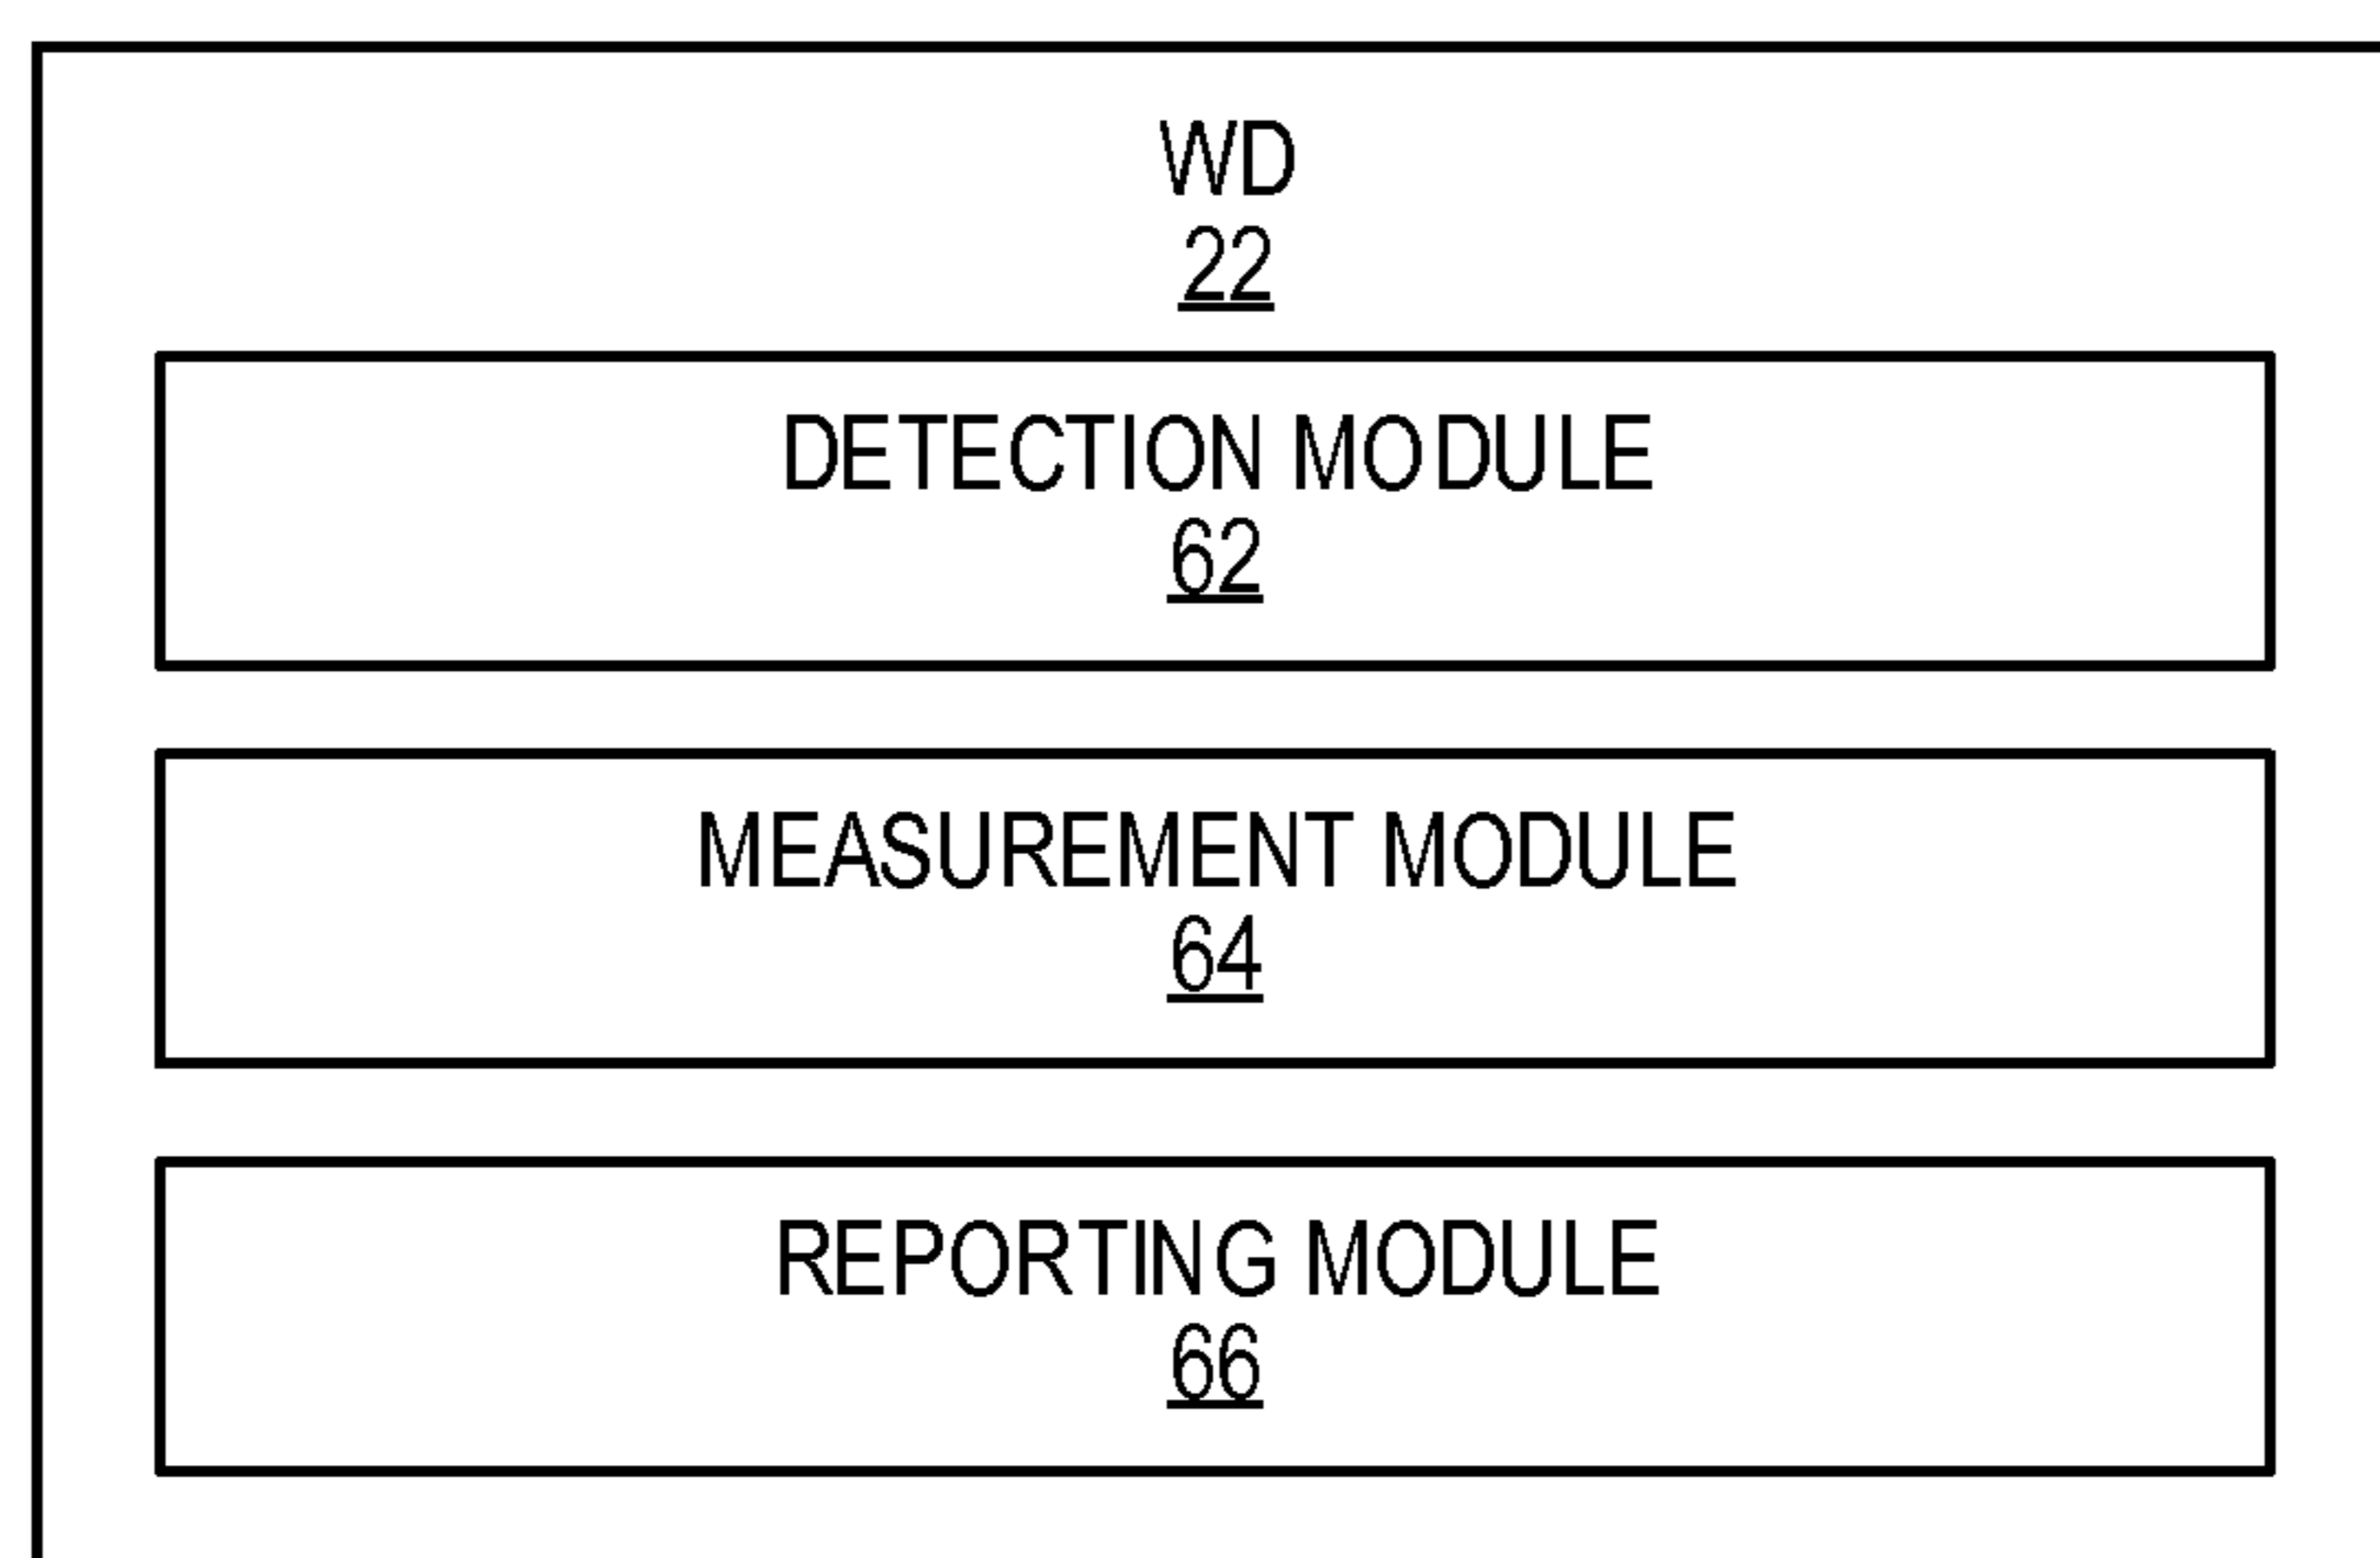 WD
22
DETECTION MODULE
62
MEASUREMENT MODULE
64
REPORTING MODULE
66